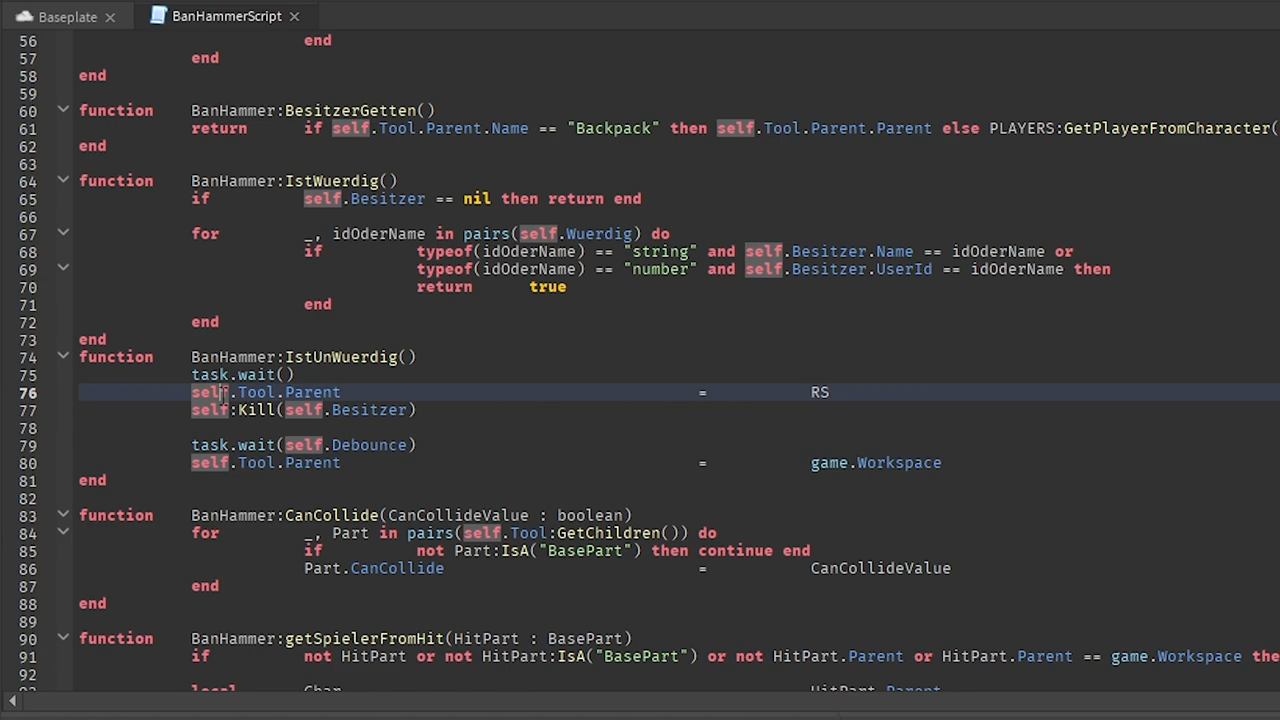 Baseplate BanHammerScript
56 end
57 end
58 end
59
60 function BanHammer:BesitzerGetten()
61 return if self.Tool.Parent.Name == "Backpack" then self.Tool.Parent.Parent else PLAYERS:GetPlayerFromCharacter(
62 end
63
64 function BanHammer:IstWuerdig()
65 if self.Besitzer == nil then return end
66
67 for _, idOderName in pairs(self.Wuerdig) do
68 if typeof(idOderName) == "string" and self.Besitzer.Name == idOderName or
69 typeof(idOderName) == "number" and self.Besitzer.UserId == idOderName then
70 return true
71 end
72 end
73 end
74 function BanHammer:IstUnWuerdig()
75 task.wait()
76 self.Tool.Parent = RS
77 self:Kill(self.Besitzer)
78
79 task.wait(self.Debounce)
80 self.Tool.Parent = game.Workspace
81 end
82
83 function BanHammer:CanCollide(CanCollideValue : boolean)
84 for _, Part in pairs(self.Tool:GetChildren()) do
85 if not Part:IsA("BasePart") then continue end
86 Part.CanCollide = CanCollideValue
87 end
88 end
89
90 function BanHammer:getSpielerFromHit(HitPart : BasePart)
91 if not HitPart or not HitPart:IsA("BasePart") or not HitPart.Parent or HitPart.Parent == game.Workspace the
92
93 local Char HitPart.Parent